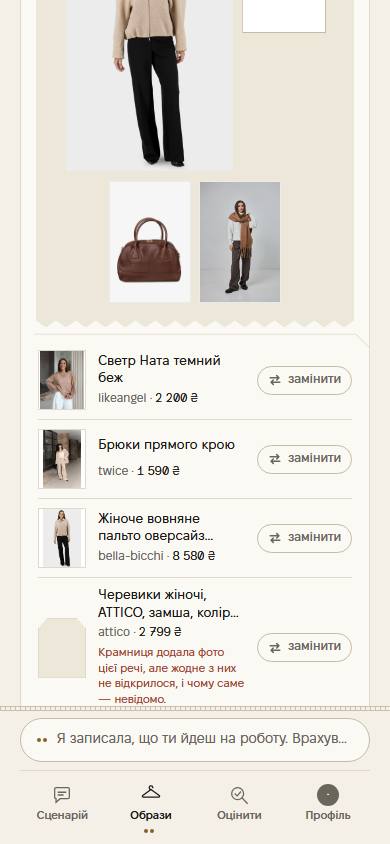 Светр Ната темний
беж
likeangel · 2 200 ₴
замінити
Брюки прямого крою
twice · 1 590 ₴
замінити
Жіноче вовняне
пальто оверсайз...
bella-bicchi · 8 580 ₴
замінити
Черевики жіночі,
ATTICO, замша, колір...
attico · 2 799 ₴
Крамниця додала фото
цієї речі, але жодне з них
не відкрилося, і чому саме
— невідомо.
замінити
Я записала, що ти йдеш на роботу. Врахув...
Сценарій
Образи
Оцінити
Профіль